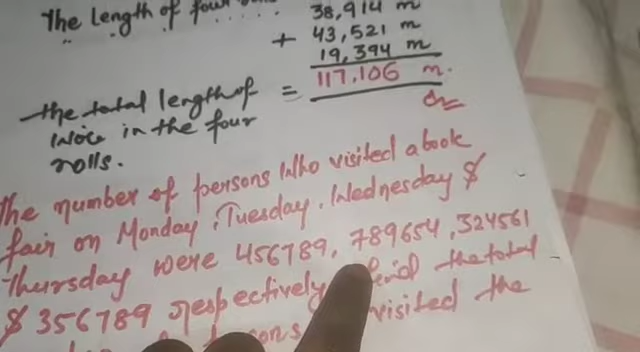 The Length of four
38,914 m
+ 43,521 m
19,394 m
the total length of = 117,106 m.
wire in the four
rolls.
The number of persons who visited a book
fair on Monday, Tuesday, Wednesday &
Thursday were 456789, 789654, 324561
& 356789 respectively. Find the total
visited the